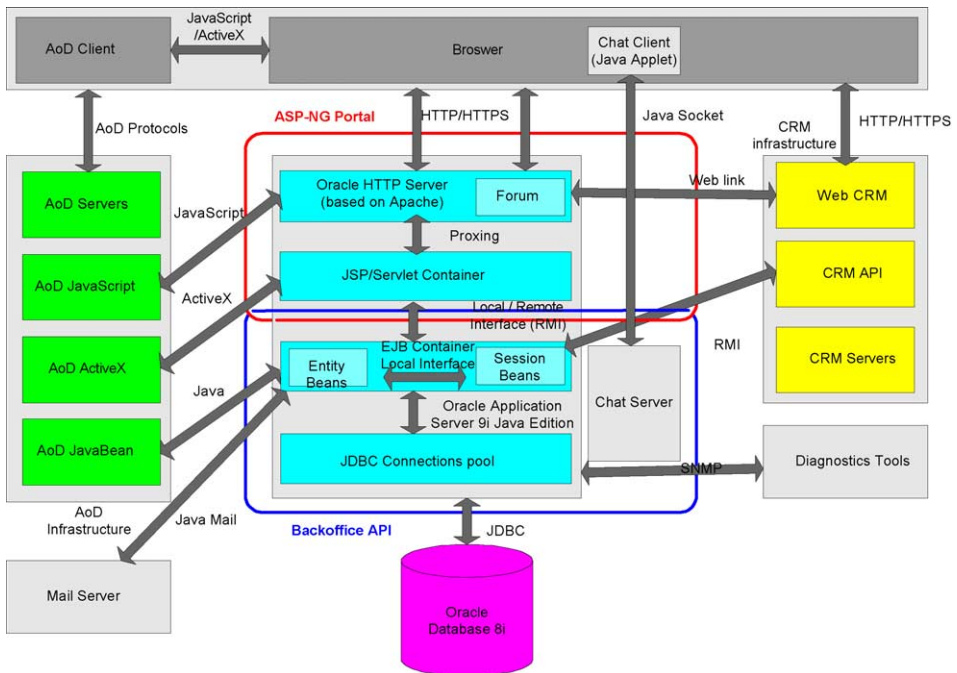 JavaScript
/ActiveX
AoD Client
Broswer
Chat Client
(Java Applet)
AoD Protocols
ASP-NG Portal
HTTP/HTTPS
Java Socket
CRM
infrastructure
HTTP/HTTPS
AoD Servers
JavaScript
Oracle HTTP Server
(based on Apache)
Forum
Web link
Web CRM
Proxing
AoD JavaScript
ActiveX
JSP/Servlet Container
CRM API
Local / Remote
Interface (RMI)
RMI
AoD ActiveX
Java
EJB Container
Local Interface
Entity
Beans
Session
Beans
CRM Servers
Chat Server
Oracle Application
Server 9i Java Edition
AoD JavaBean
JDBC Connections pool
SNMP
Diagnostics Tools
AoD
Infrastructure
Java Mail
Backoffice API
JDBC
Mail Server
Oracle
Database 8i